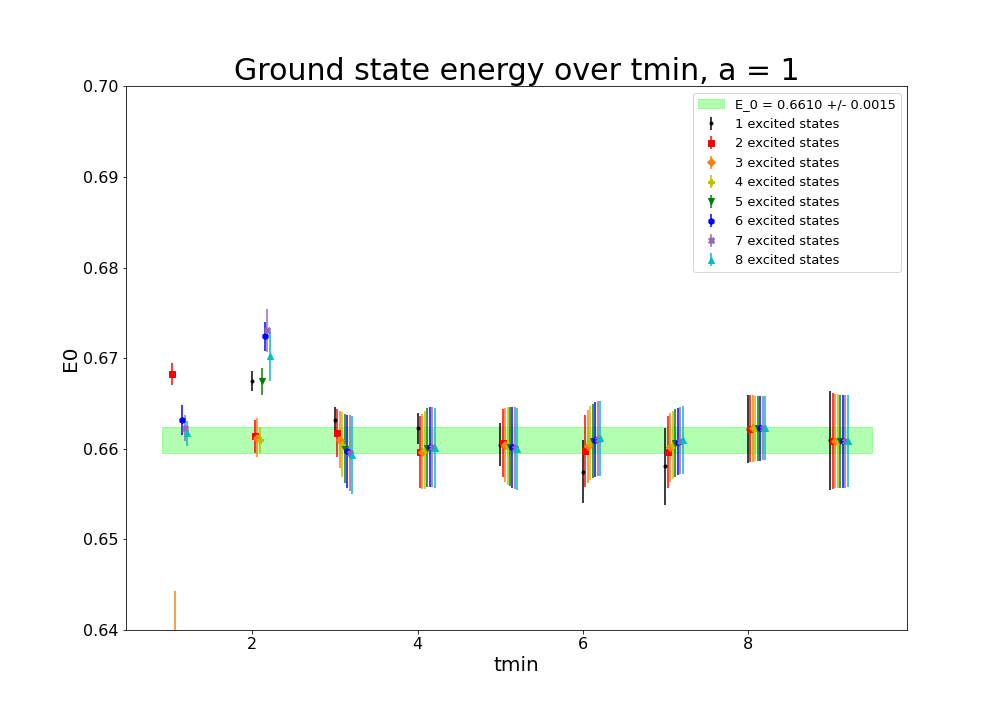 Ground state energy over tmin, a = 1
0.70
0.69
0.68
0.67
0.66
0.65
0.64
E0
2
4
6
8
tmin
E_0 = 0.6610 +/- 0.0015
1 excited states
2 excited states
3 excited states
4 excited states
5 excited states
6 excited states
7 excited states
8 excited states